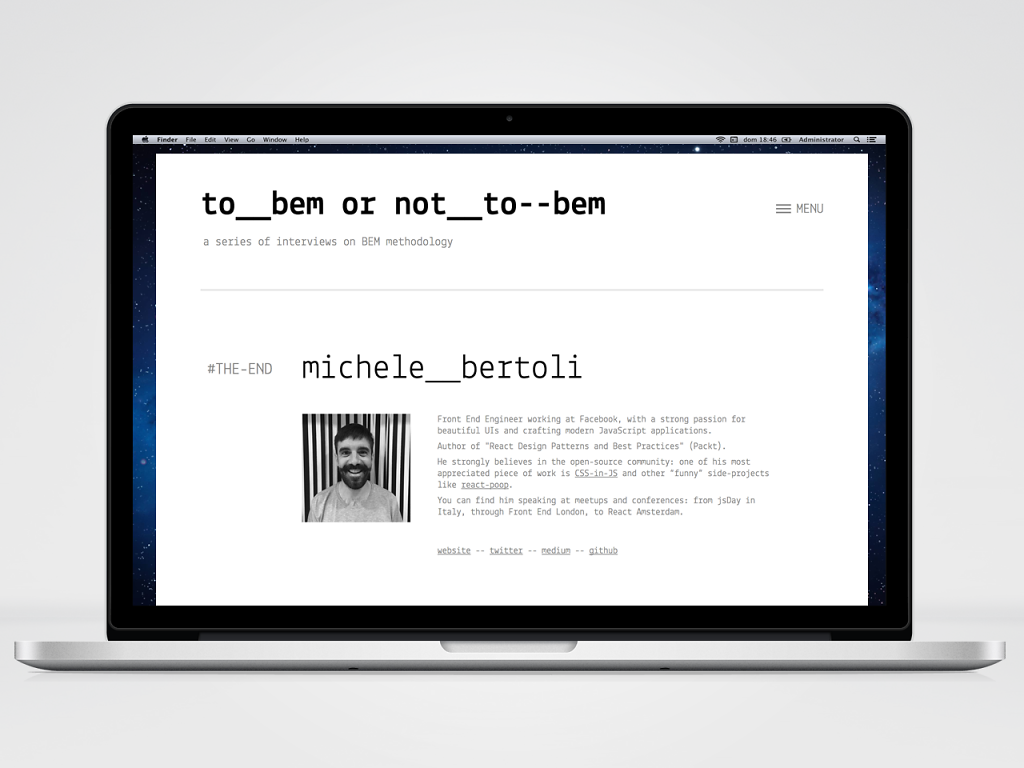 Finder File Edit View Go Window Help dom 18:46 Administrator
to__bem or not__to--bem
MENU
a series of interviews on BEM methodology
#THE-END
michele__bertoli
Front End Engineer working at Facebook, with a strong passion for
beautiful UIs and crafting modern JavaScript applications.
Author of "React Design Patterns and Best Practices" (Packt).
He strongly believes in the open-source community: one of his most
appreciated piece of work is CSS-in-JS and other "funny" side-projects
like react-poop.
You can find him speaking at meetups and conferences: from jsDay in
Italy, through Front End London, to React Amsterdam.
website -- twitter -- medium -- github